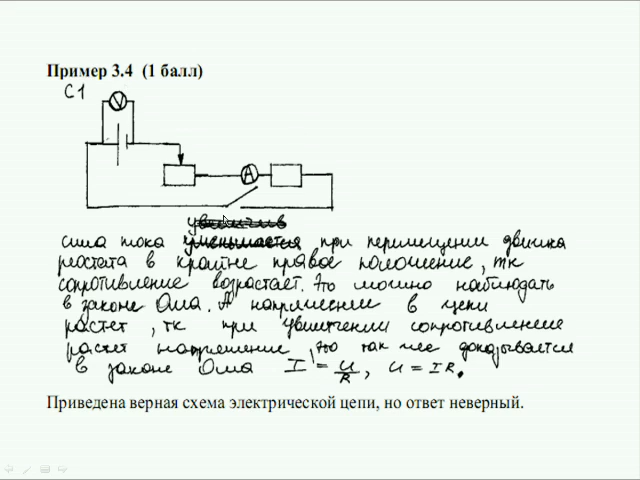 Пример 3.4 (1 балл)
С1
V
A
сила тока при перемещении движка
реостата в крайне правое положение, тк
сопротивление возрастает. Это можно наблюдать
в законе Ома. А напряжение в цепи
растет, тк при увеличении сопротивления
растет напряжение, это так же доказывается
в законе Ома I = U/R, U = IR.
Приведена верная схема электрической цепи, но ответ неверный.